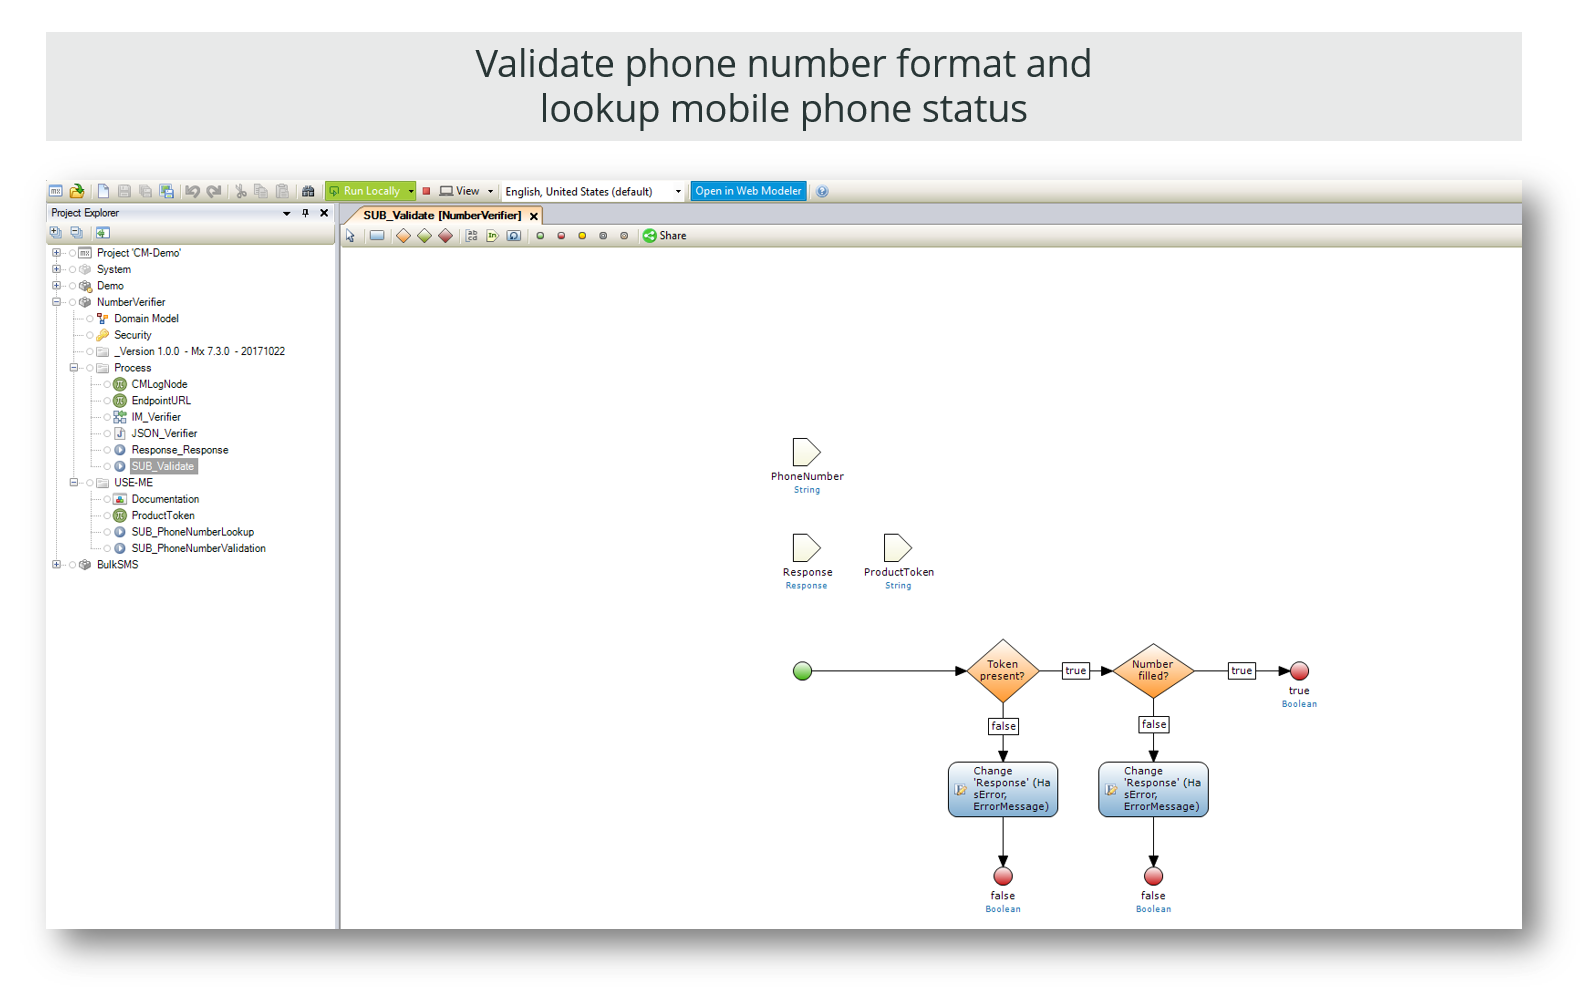 Validate phone number format and
lookup mobile phone status
Run Locally
View
English, United States (default)
Open in Web Modeler
Project Explorer
SUB_Validate [NumberVerifier]
Share
Project 'CM-Demo'
System
Demo
NumberVerifier
Domain Model
Security
_Version 1.0.0 - Mx 7.3.0 - 20171022
Process
CMLogNode
EndpointURL
IM_Verifier
JSON_Verifier
Response_Response
SUB_Validate
USE-ME
Documentation
ProductToken
SUB_PhoneNumberLookup
SUB_PhoneNumberValidation
BulkSMS
PhoneNumber
String
Response
Response
ProductToken
String
Token
present?
true
Number
filled?
true
true
Boolean
false
false
Change
'Response' (Ha
sError,
ErrorMessage)
Change
'Response' (Ha
sError,
ErrorMessage)
false
Boolean
false
Boolean